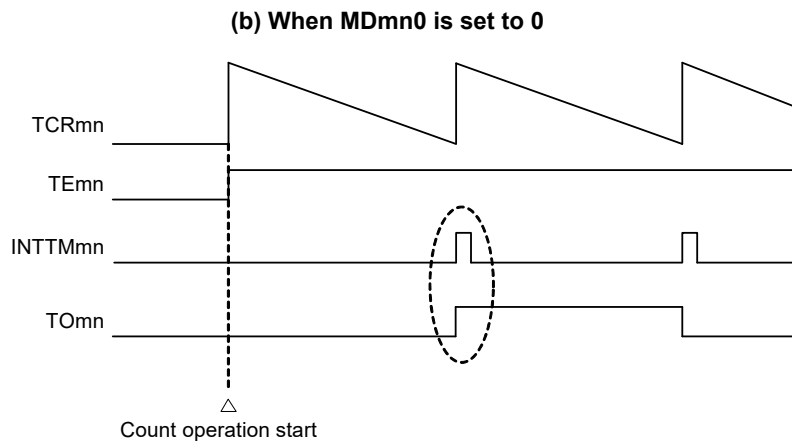 (b) When MDmn0 is set to 0
TCRmn
TEmn
INTTMmn
TOmn
Count operation start